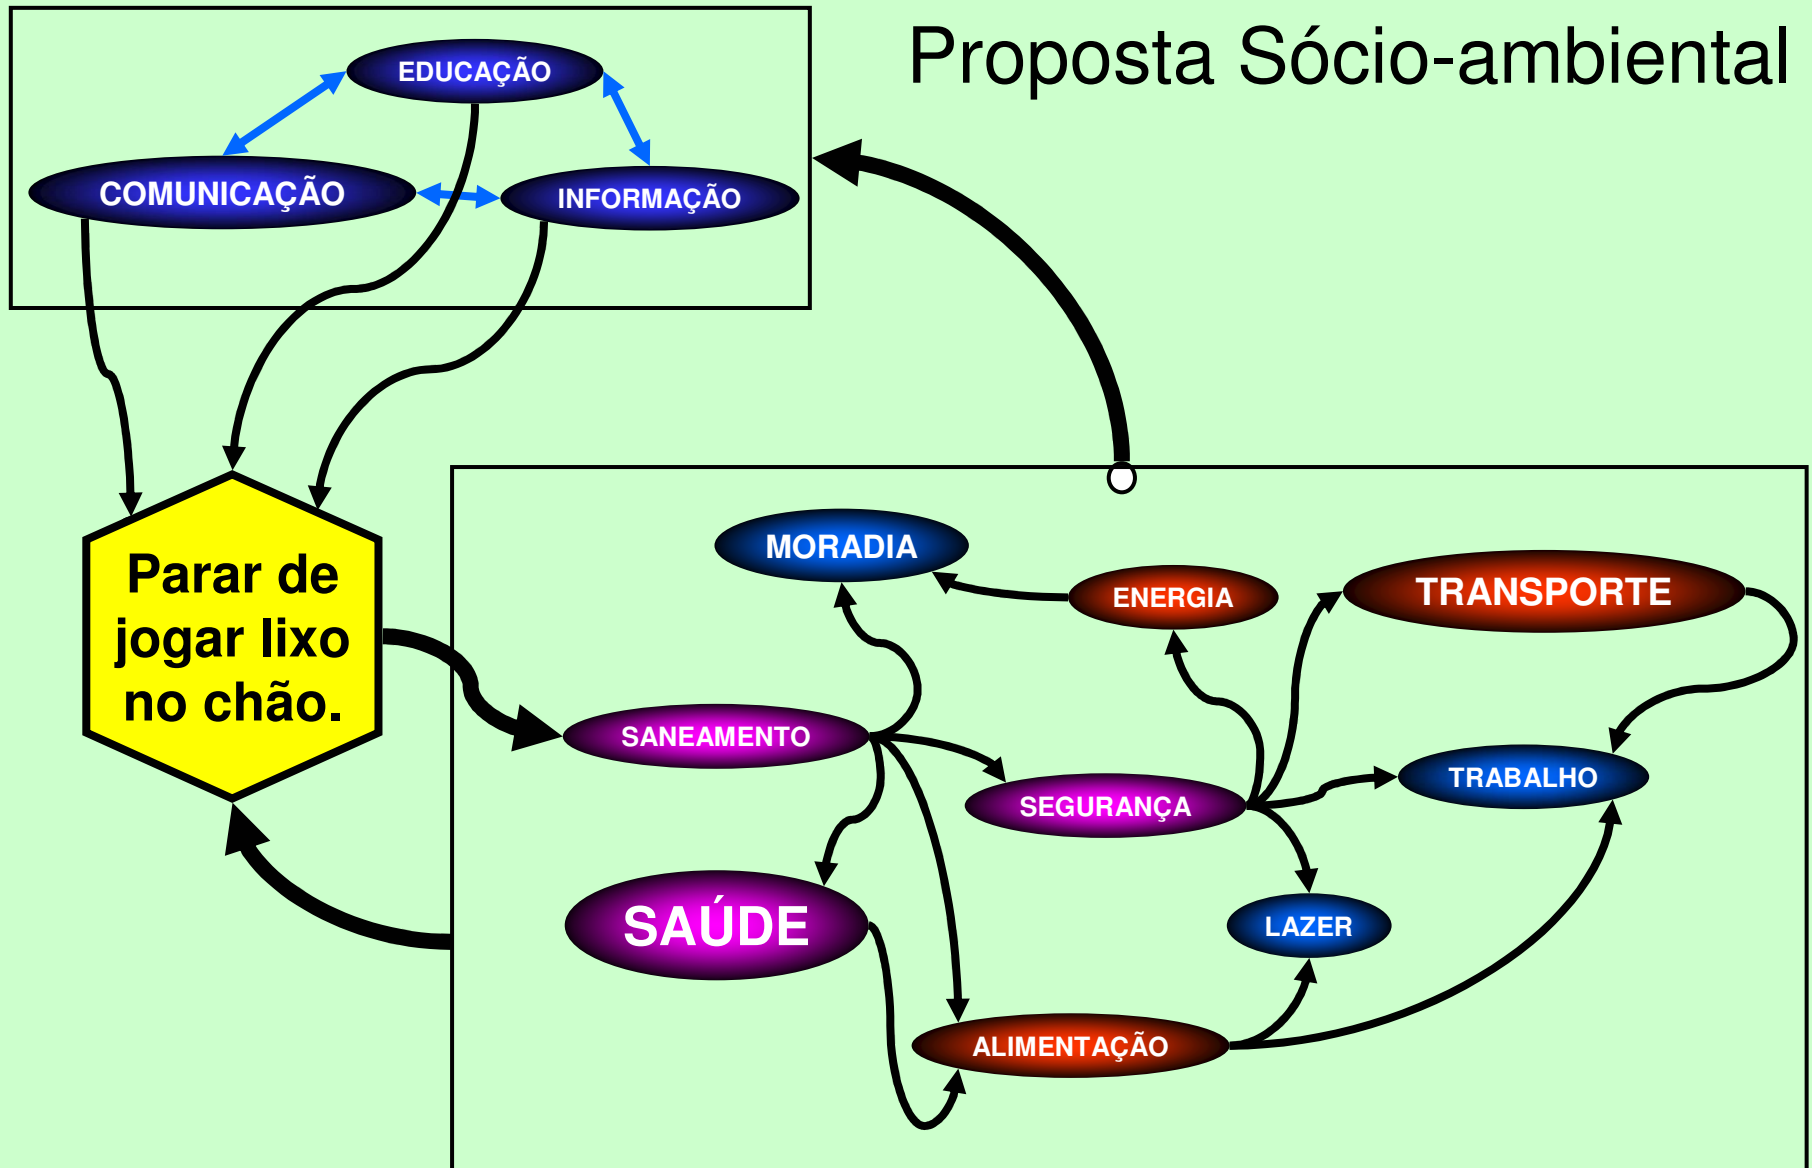 Proposta Sócio-ambiental
EDUCAÇÃO
COMUNICAÇÃO
INFORMAÇÃO
Parar de
jogar lixo
no chão.
MORADIA
ENERGIA
TRANSPORTE
SANEAMENTO
SEGURANÇA
TRABALHO
SAÚDE
LAZER
ALIMENTAÇÃO